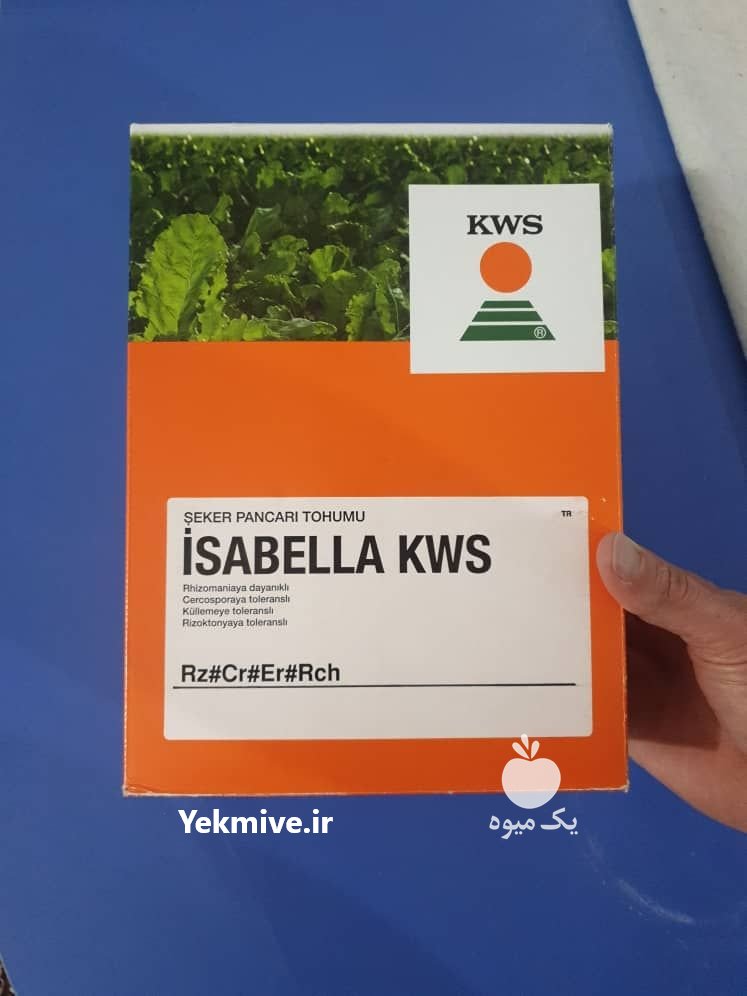 KWS
®
ŞEKER PANCARI TOHUMU
TR
İSABELLA KWS
Rhizomaniaya dayanıklı
Cercosporaya toleranslı
Küllemeye toleranslı
Rizoktonyaya toleranslı
Rz#Cr#Er#Rch
Yekmive.ir
یک میوه